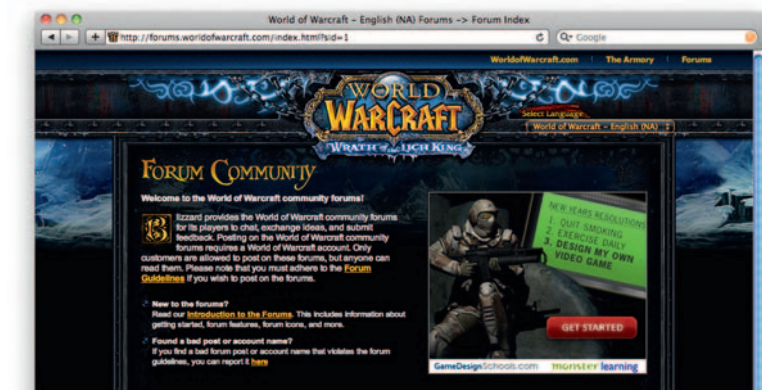 World of Warcraft – English (NA) Forums –> Forum Index
http://forums.worldofwarcraft.com/index.html?sid=1
Google
WorldofWarcraft.com | The Armory | Forums
WORLD
OF
WARCRAFT
WRATH OF THE LICH KING
Select Language
World of Warcraft – English (NA)
FORUM COMMUNITY
Welcome to the World of Warcraft community forums!
Blizzard provides the World of Warcraft community forums
for its players to chat, exchange ideas, and submit
feedback. Posting on the World of Warcraft community
forums requires a World of Warcraft account. Only
customers are allowed to post on these forums, but anyone can
read them. Please note that you must adhere to the Forum
Guidelines if you wish to post on the forums.
New to the forums?
Read our Introduction to the Forums. This includes information about
getting started, forum features, forum icons, and more.
Found a bad post or account name?
If you find a bad forum post or account name that violates the forum
guidelines, you can report it here
NEW YEARS RESOLUTIONS
1. QUIT SMOKING
2. EXERCISE DAILY
3. DESIGN MY OWN
VIDEO GAME
GET STARTED
GameDesignSchools.com monster learning